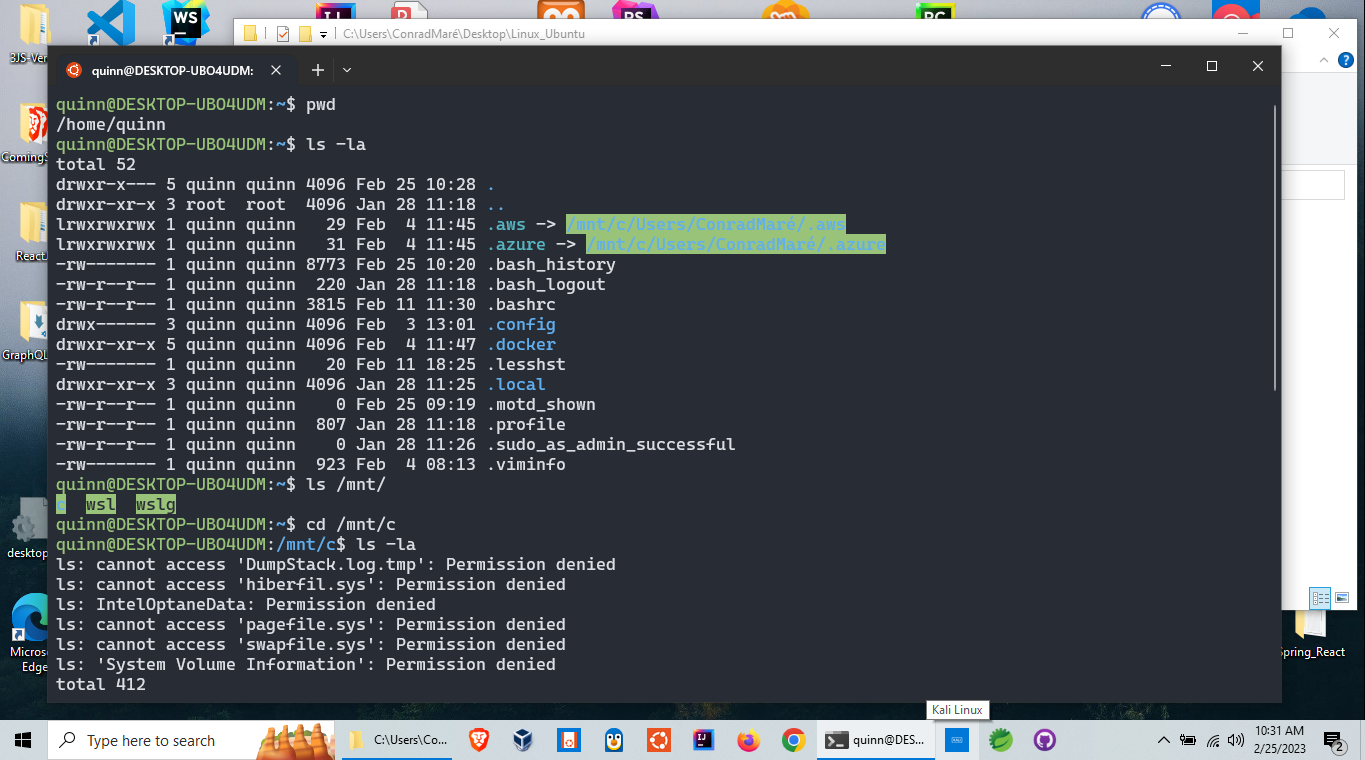 3JS-Ver
WS
C:\Users\ConradMaré\Desktop\Linux_Ubuntu
quinn@DESKTOP-UBO4UDM:
quinn@DESKTOP-UBO4UDM:~$ pwd
/home/quinn
quinn@DESKTOP-UBO4UDM:~$ ls -la
total 52
drwxr-x--- 5 quinn quinn 4096 Feb 25 10:28 .
drwxr-xr-x 3 root  root  4096 Jan 28 11:18 ..
lrwxrwxrwx 1 quinn quinn   29 Feb  4 11:45 .aws -> /mnt/c/Users/ConradMaré/.aws
lrwxrwxrwx 1 quinn quinn   31 Feb  4 11:45 .azure -> /mnt/c/Users/ConradMaré/.azure
-rw------- 1 quinn quinn 8773 Feb 25 10:20 .bash_history
-rw-r--r-- 1 quinn quinn  220 Jan 28 11:18 .bash_logout
-rw-r--r-- 1 quinn quinn 3815 Feb 11 11:30 .bashrc
drwx------ 3 quinn quinn 4096 Feb  3 13:01 .config
drwxr-xr-x 5 quinn quinn 4096 Feb  4 11:47 .docker
-rw------- 1 quinn quinn   20 Feb 11 18:25 .lesshst
drwxr-xr-x 3 quinn quinn 4096 Jan 28 11:25 .local
-rw-r--r-- 1 quinn quinn    0 Feb 25 09:19 .motd_shown
-rw-r--r-- 1 quinn quinn  807 Jan 28 11:18 .profile
-rw-r--r-- 1 quinn quinn    0 Jan 28 11:26 .sudo_as_admin_successful
-rw------- 1 quinn quinn  923 Feb  4 08:13 .viminfo
quinn@DESKTOP-UBO4UDM:~$ ls /mnt/
c  wsl  wslg
quinn@DESKTOP-UBO4UDM:~$ cd /mnt/c
quinn@DESKTOP-UBO4UDM:/mnt/c$ ls -la
ls: cannot access 'DumpStack.log.tmp': Permission denied
ls: cannot access 'hiberfil.sys': Permission denied
ls: IntelOptaneData: Permission denied
ls: cannot access 'pagefile.sys': Permission denied
ls: cannot access 'swapfile.sys': Permission denied
ls: 'System Volume Information': Permission denied
total 412
ComingS
React
GraphQL
desktop
Micros
Edge
Spring_React
Kali Linux
Type here to search
C:\Users\Co...
quinn@DES...
10:31 AM
2/25/2023
2